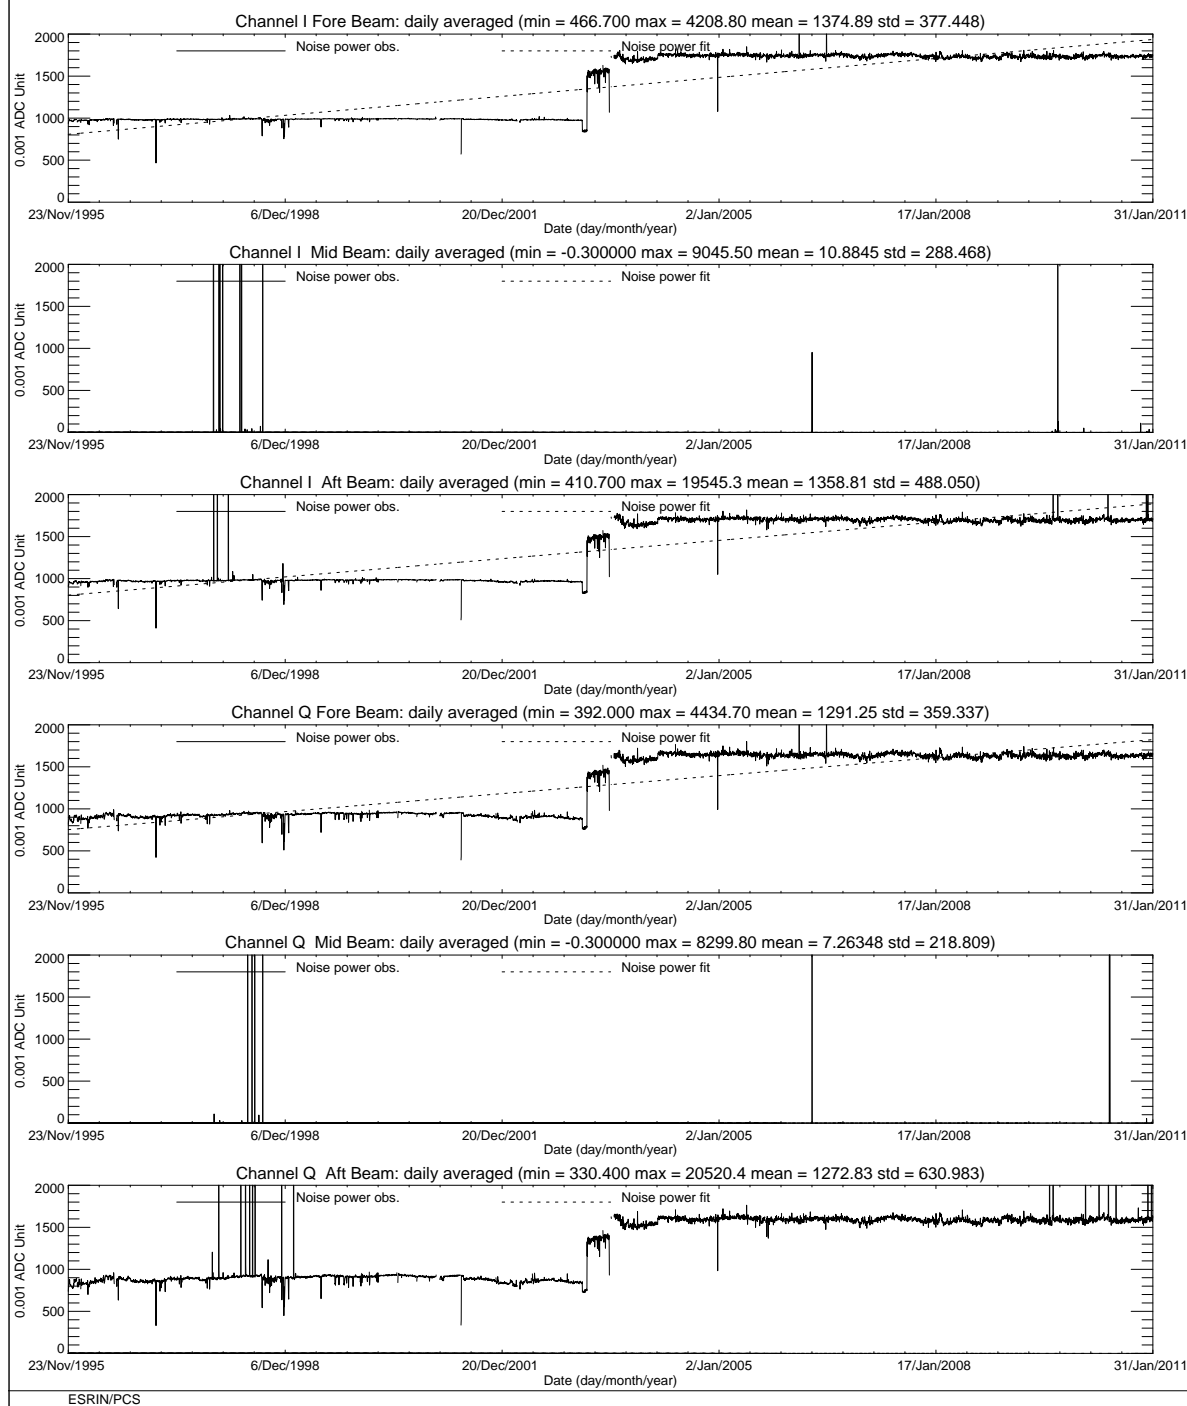 Channel I Fore Beam: daily averaged (min = 466.700 max = 4208.80 mean = 1374.89 std = 377.448)
2000
1500
1000
500
0
0.001 ADC Unit
Noise power obs.
Noise power fit
23/Nov/1995
6/Dec/1998
20/Dec/2001
2/Jan/2005
17/Jan/2008
31/Jan/2011
Date (day/month/year)
Channel I Mid Beam: daily averaged (min = -0.300000 max = 9045.50 mean = 10.8845 std = 288.468)
2000
1500
1000
500
0
0.001 ADC Unit
Noise power obs.
Noise power fit
23/Nov/1995
6/Dec/1998
20/Dec/2001
2/Jan/2005
17/Jan/2008
31/Jan/2011
Date (day/month/year)
Channel I Aft Beam: daily averaged (min = 410.700 max = 19545.3 mean = 1358.81 std = 488.050)
2000
1500
1000
500
0
0.001 ADC Unit
Noise power obs.
Noise power fit
23/Nov/1995
6/Dec/1998
20/Dec/2001
2/Jan/2005
17/Jan/2008
31/Jan/2011
Date (day/month/year)
Channel Q Fore Beam: daily averaged (min = 392.000 max = 4434.70 mean = 1291.25 std = 359.337)
2000
1500
1000
500
0
0.001 ADC Unit
Noise power obs.
Noise power fit
23/Nov/1995
6/Dec/1998
20/Dec/2001
2/Jan/2005
17/Jan/2008
31/Jan/2011
Date (day/month/year)
Channel Q Mid Beam: daily averaged (min = -0.300000 max = 8299.80 mean = 7.26348 std = 218.809)
2000
1500
1000
500
0
0.001 ADC Unit
Noise power obs.
Noise power fit
23/Nov/1995
6/Dec/1998
20/Dec/2001
2/Jan/2005
17/Jan/2008
31/Jan/2011
Date (day/month/year)
Channel Q Aft Beam: daily averaged (min = 330.400 max = 20520.4 mean = 1272.83 std = 630.983)
2000
1500
1000
500
0
0.001 ADC Unit
Noise power obs.
Noise power fit
23/Nov/1995
6/Dec/1998
20/Dec/2001
2/Jan/2005
17/Jan/2008
31/Jan/2011
Date (day/month/year)
ESRIN/PCS